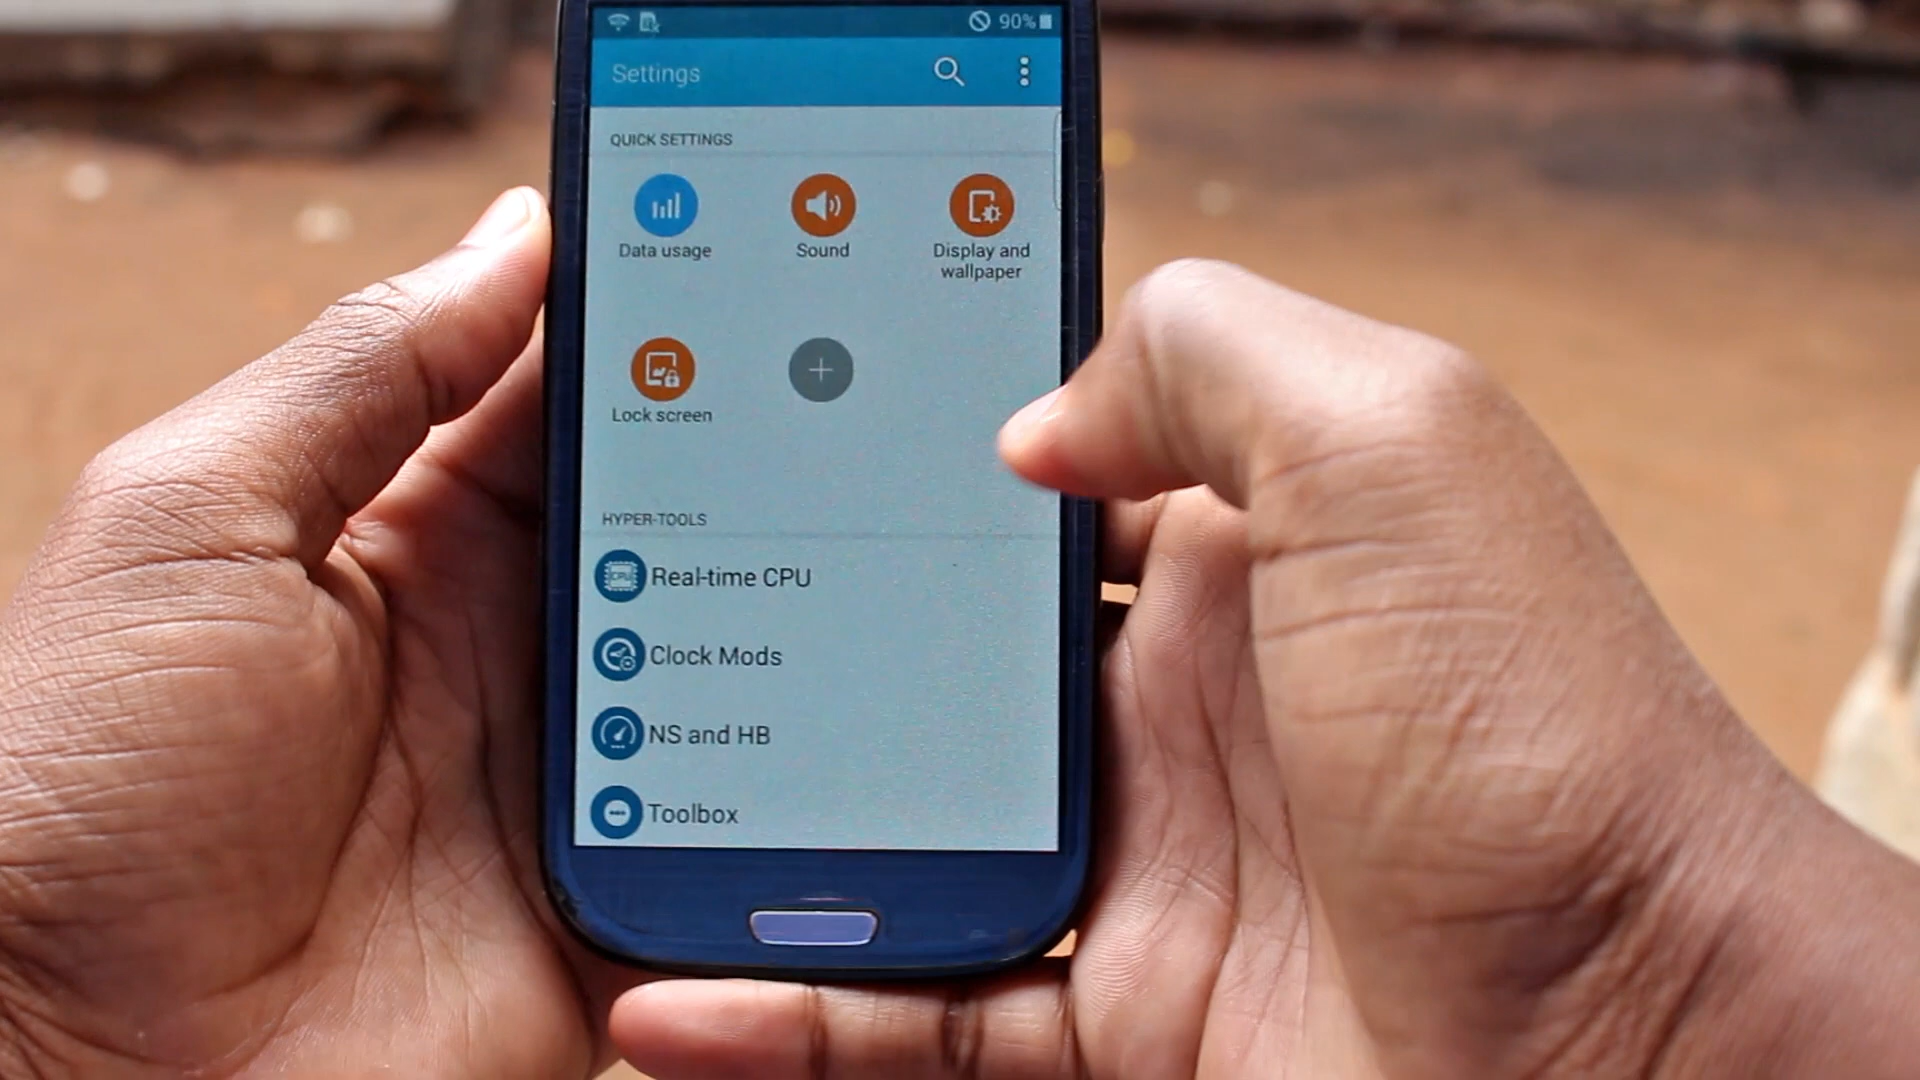 90%
Settings
QUICK SETTINGS
Data usage
Sound
Display and
wallpaper
Lock screen
HYPER-TOOLS
CPU
Real-time CPU
Clock Mods
NS and HB
Toolbox